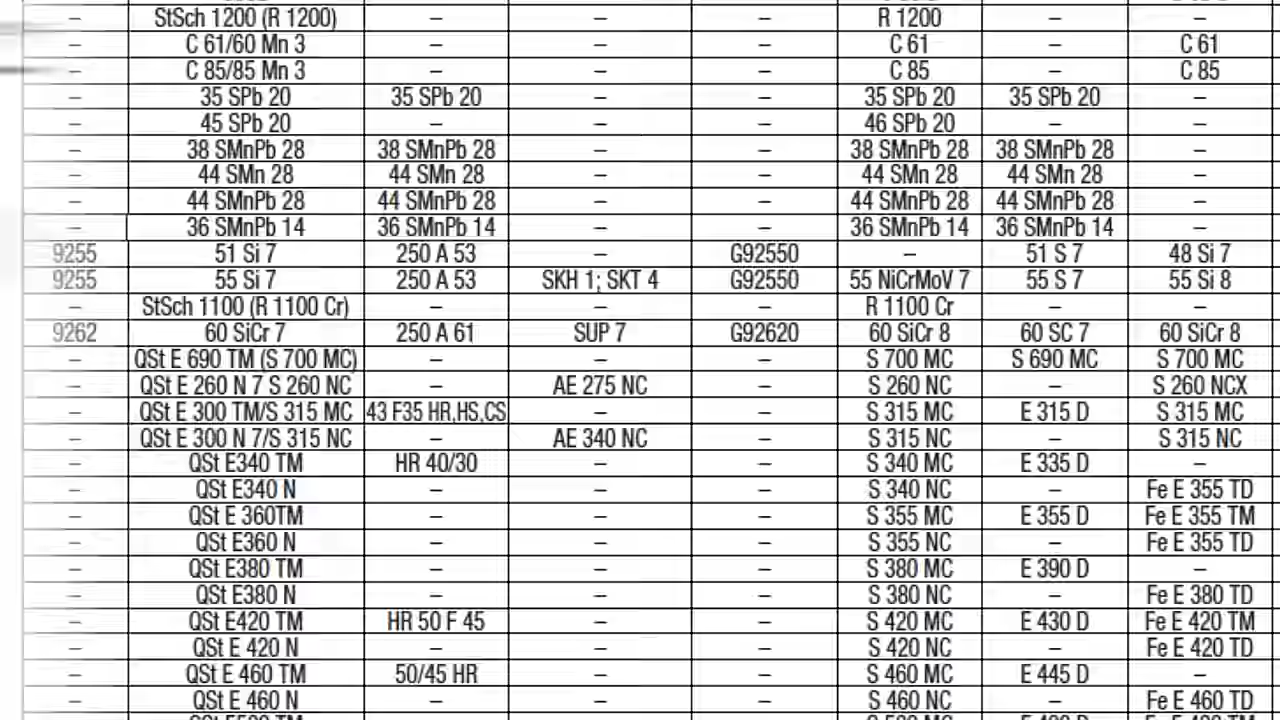 – StSch 1200 (R 1200) – – – R 1200 – –
– C 61/60 Mn 3 – – – C 61 – C 61
– C 85/85 Mn 3 – – – C 85 – C 85
– 35 SPb 20 35 SPb 20 – – 35 SPb 20 35 SPb 20 –
– 45 SPb 20 – – – 46 SPb 20 – –
– 38 SMnPb 28 38 SMnPb 28 – – 38 SMnPb 28 38 SMnPb 28 –
– 44 SMn 28 44 SMn 28 – – 44 SMn 28 44 SMn 28 –
– 44 SMnPb 28 44 SMnPb 28 – – 44 SMnPb 28 44 SMnPb 28 –
– 36 SMnPb 14 36 SMnPb 14 – – 36 SMnPb 14 36 SMnPb 14 –
9255 51 Si 7 250 A 53 – G92550 – 51 S 7 48 Si 7
9255 55 Si 7 250 A 53 SKH 1; SKT 4 G92550 55 NiCrMoV 7 55 S 7 55 Si 8
– StSch 1100 (R 1100 Cr) – – – R 1100 Cr – –
9262 60 SiCr 7 250 A 61 SUP 7 G92620 60 SiCr 8 60 SC 7 60 SiCr 8
– QSt E 690 TM (S 700 MC) – – – S 700 MC S 690 MC S 700 MC
– QSt E 260 N 7 S 260 NC – AE 275 NC – S 260 NC – S 260 NCX
– QSt E 300 TM/S 315 MC 43 F35 HR,HS,CS – – S 315 MC E 315 D S 315 MC
– QSt E 300 N 7/S 315 NC – AE 340 NC – S 315 NC – S 315 NC
– QSt E340 TM HR 40/30 – – S 340 MC E 335 D –
– QSt E340 N – – – S 340 NC – Fe E 355 TD
– QSt E 360TM – – – S 355 MC E 355 D Fe E 355 TM
– QSt E360 N – – – S 355 NC – Fe E 355 TD
– QSt E380 TM – – – S 380 MC E 390 D –
– QSt E380 N – – – S 380 NC – Fe E 380 TD
– QSt E420 TM HR 50 F 45 – – S 420 MC E 430 D Fe E 420 TM
– QSt E 420 N – – – S 420 NC – Fe E 420 TD
– QSt E 460 TM 50/45 HR – – S 460 MC E 445 D –
– QSt E 460 N – – – S 460 NC – Fe E 460 TD